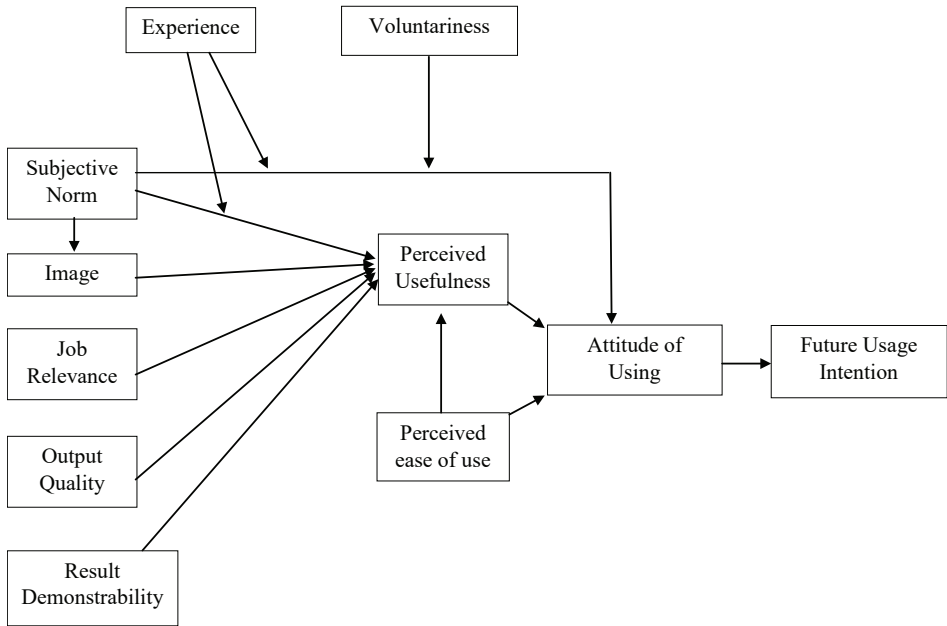 Experience
Voluntariness
Subjective
Norm
Image
Perceived
Usefulness
Job
Relevance
Attitude of
Using
Future Usage
Intention
Perceived
ease of use
Output
Quality
Result
Demonstrability